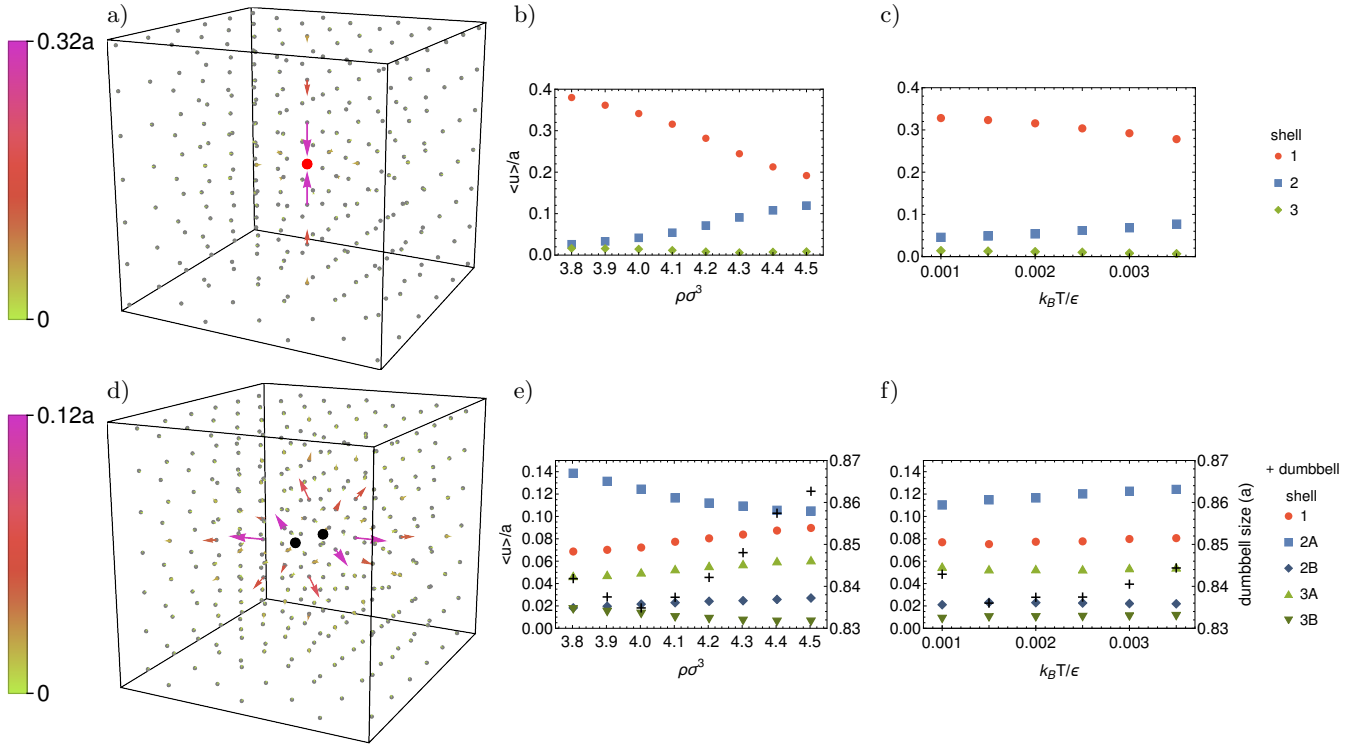 a)
0.32a
0
b)
0.4
0.3
0.2
0.1
0.0
<u>/a
3.8 3.9 4.0 4.1 4.2 4.3 4.4 4.5
ρσ³
c)
0.4
0.3
0.2
0.1
0.0
0.001 0.002 0.003
k_BT/ϵ
shell
1
2
3
d)
0.12a
0
e)
0.14
0.12
0.10
0.08
0.06
0.04
0.02
0.00
<u>/a
0.87
0.86
0.85
0.84
0.83
3.8 3.9 4.0 4.1 4.2 4.3 4.4 4.5
ρσ³
f)
0.14
0.12
0.10
0.08
0.06
0.04
0.02
0.00
0.87
0.86
0.85
0.84
0.83
dumbbell size (a)
0.001 0.002 0.003
k_BT/ϵ
+ dumbbell
shell
1
2A
2B
3A
3B